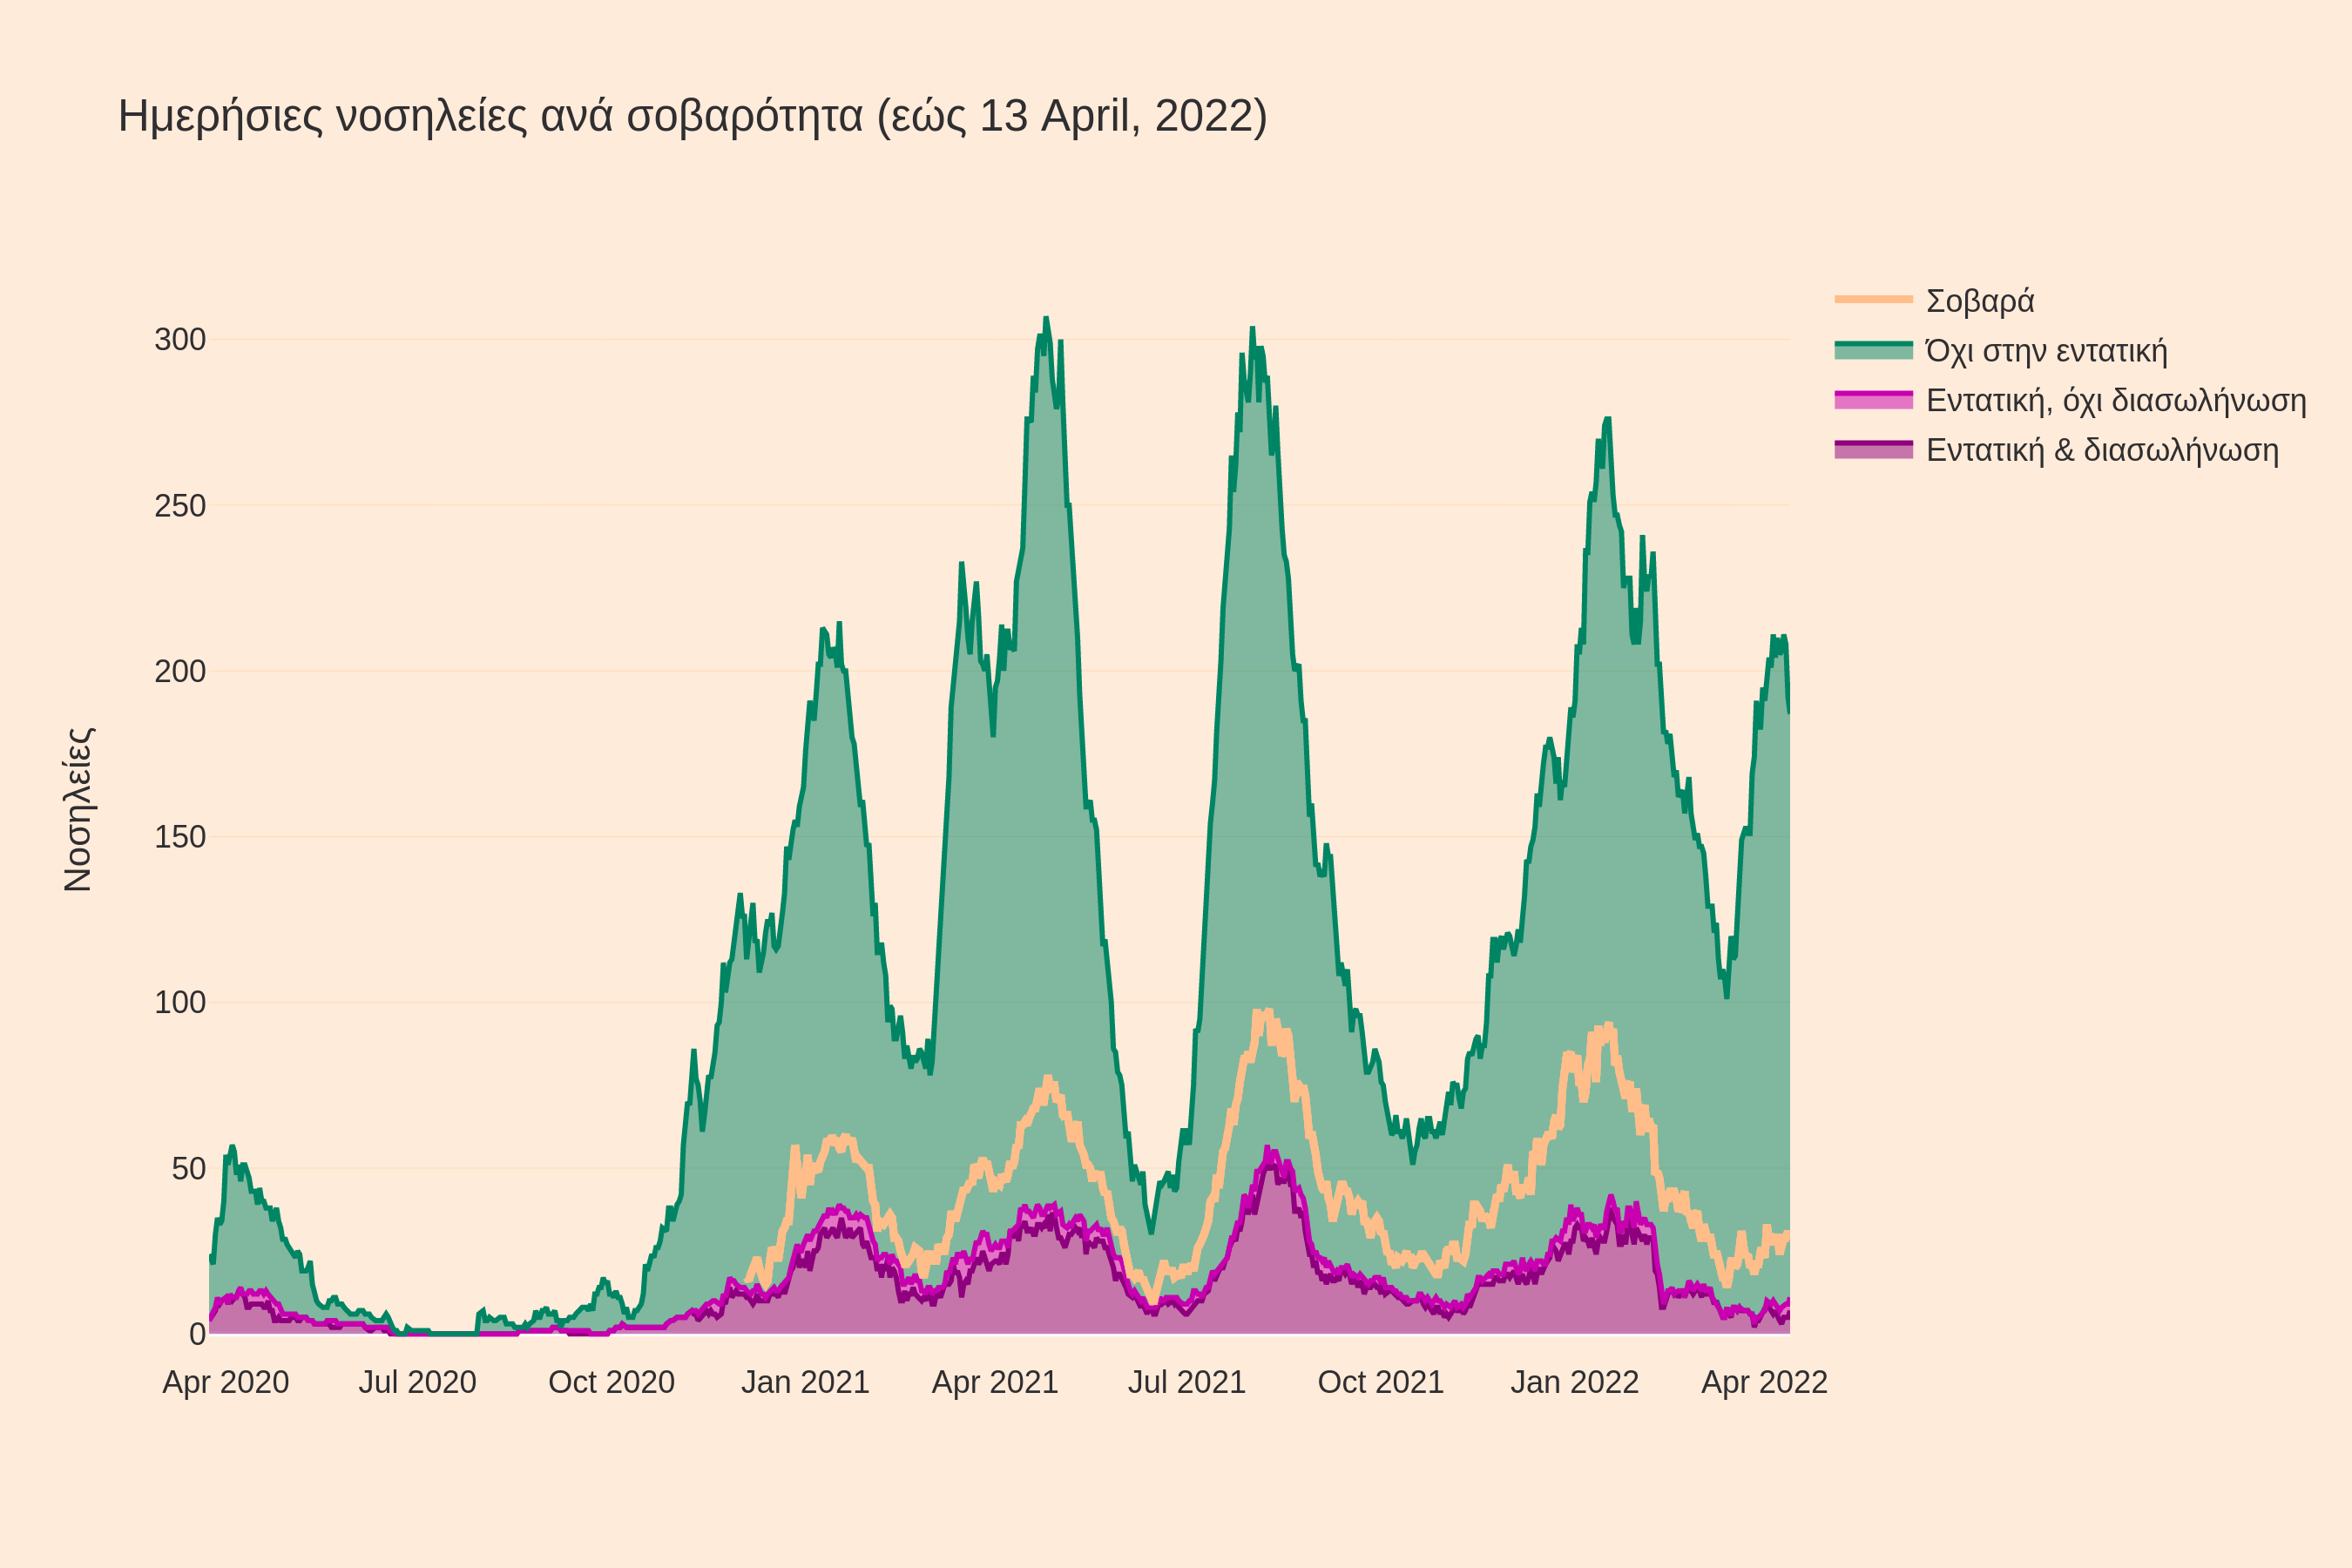 Ημερήσιες νοσηλείες ανά σοβαρότητα (εώς 13 April, 2022)
Σοβαρά
Όχι στην εντατική
Εντατική, όχι διασωλήνωση
Εντατική & διασωλήνωση
300
250
200
150
100
50
0
Νοσηλείες
Apr 2020 Jul 2020 Oct 2020 Jan 2021 Apr 2021 Jul 2021 Oct 2021 Jan 2022 Apr 2022